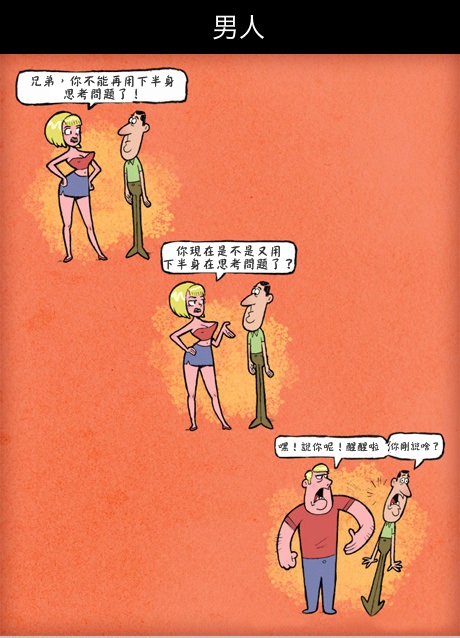 男人
兄弟，你不能再用下半身
思考問題了！
你現在是不是又用
下半身在思考問題了？
嘿！說你呢！醒醒啦
你剛說啥？